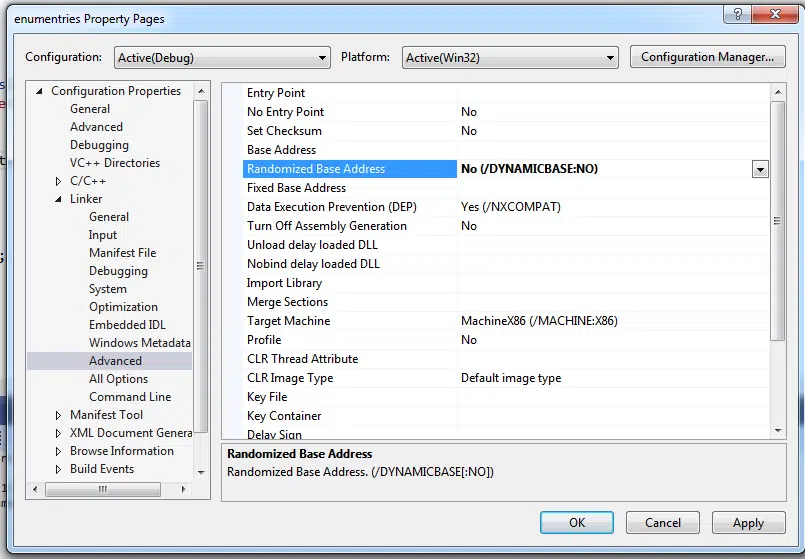 enumentries Property Pages
Configuration: Active(Debug) Platform: Active(Win32) Configuration Manager...
Configuration Properties
General
Advanced
Debugging
VC++ Directories
C/C++
Linker
General
Input
Manifest File
Debugging
System
Optimization
Embedded IDL
Windows Metadata
Advanced
All Options
Command Line
Manifest Tool
XML Document Genera
Browse Information
Build Events
Entry Point
No Entry Point No
Set Checksum No
Base Address
Randomized Base Address No (/DYNAMICBASE:NO)
Fixed Base Address
Data Execution Prevention (DEP) Yes (/NXCOMPAT)
Turn Off Assembly Generation No
Unload delay loaded DLL
Nobind delay loaded DLL
Import Library
Merge Sections
Target Machine MachineX86 (/MACHINE:X86)
Profile No
CLR Thread Attribute
CLR Image Type Default image type
Key File
Key Container
Delay Sign
Randomized Base Address
Randomized Base Address. (/DYNAMICBASE[:NO])
OK Cancel Apply